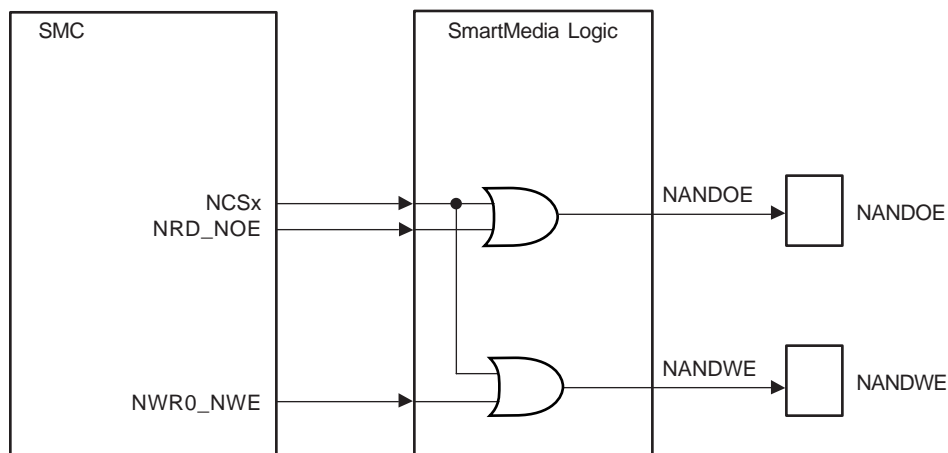 SMC
SmartMedia Logic
NCSx
NRD_NOE
NANDOE
NANDOE
NWR0_NWE
NANDWE
NANDWE